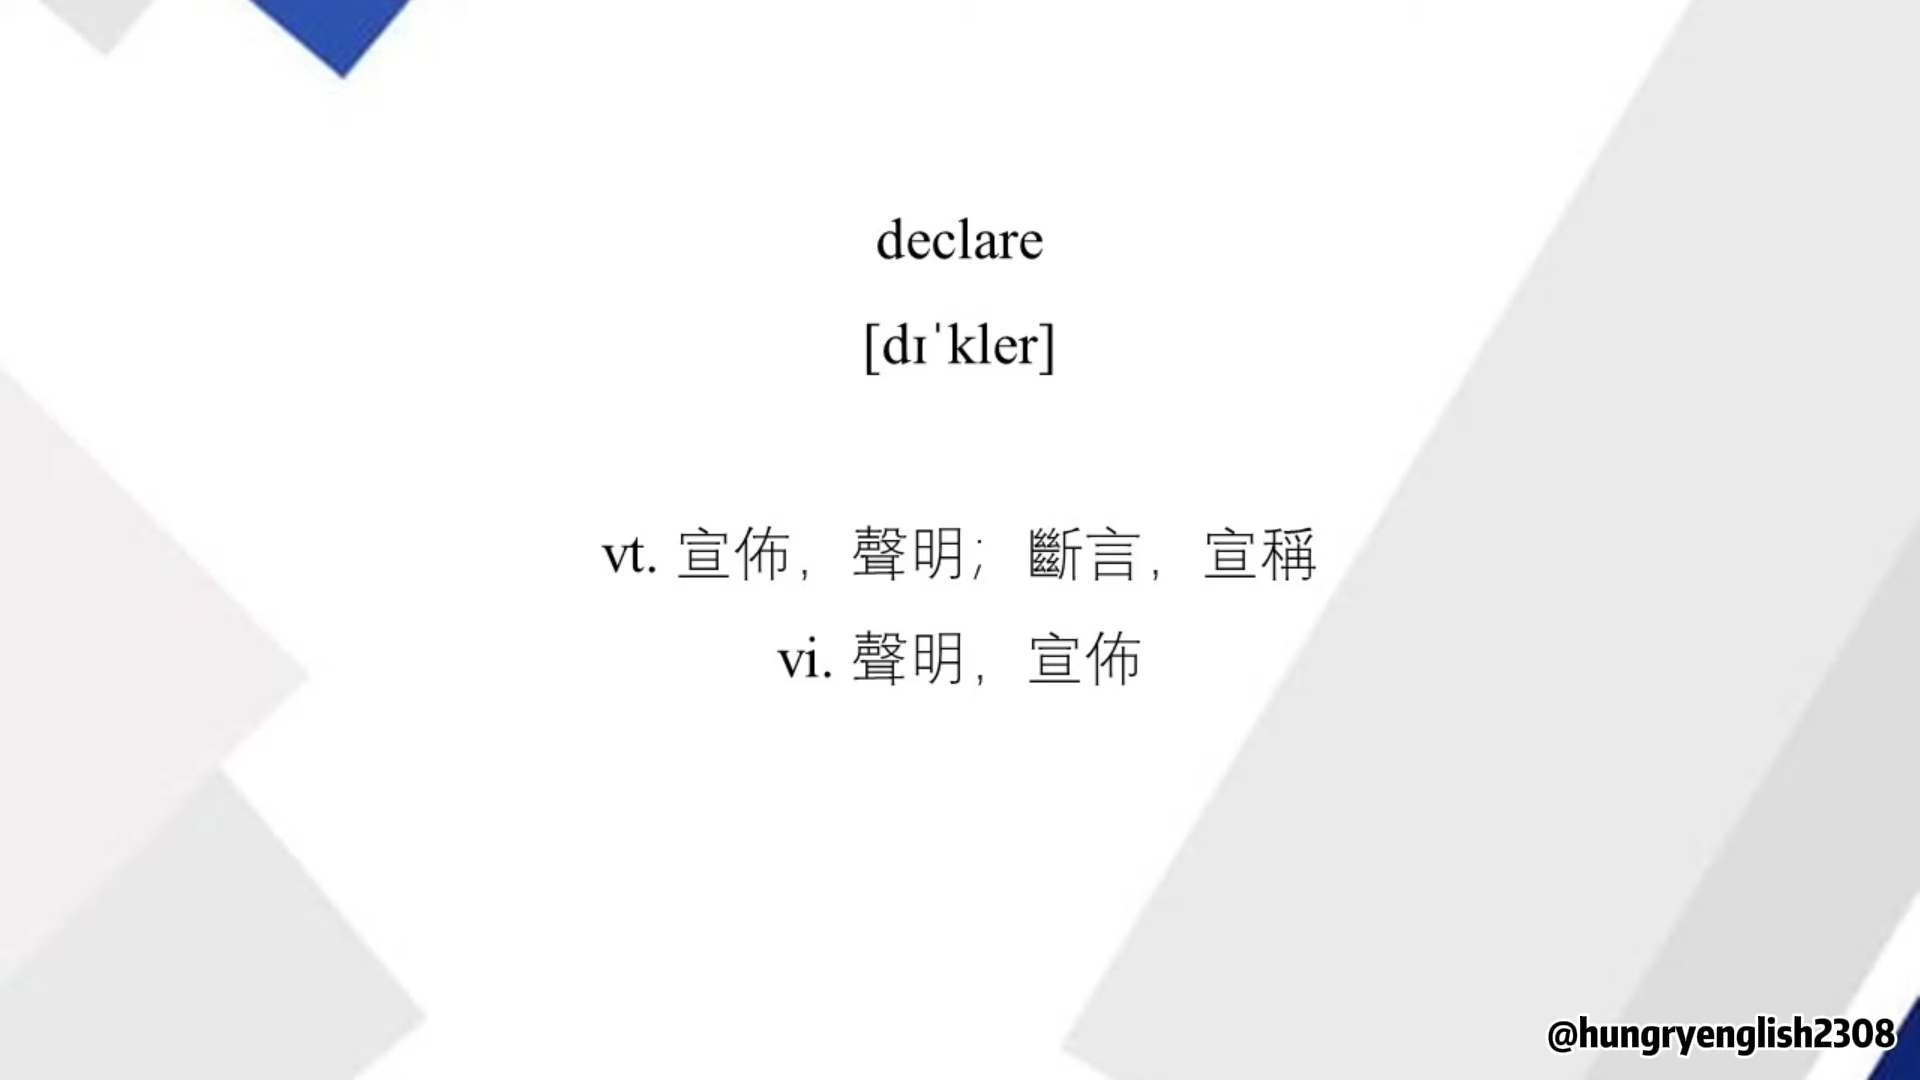 declare
[dɪˈkler]
vt. 宣佈，聲明；斷言，宣稱
vi. 聲明，宣佈
@hungryenglish2308